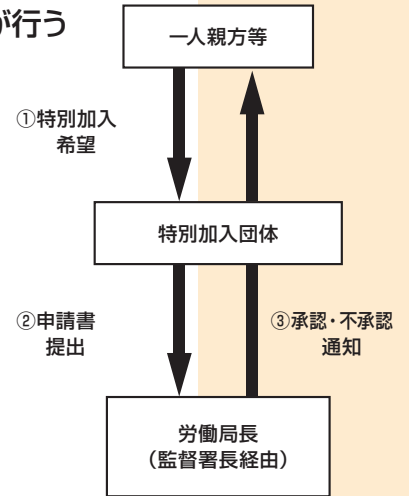 が行う
一人親方等
①特別加入
希望
特別加入団体
②申請書
提出
③承認・不承認
通知
労働局長
（監督署長経由）